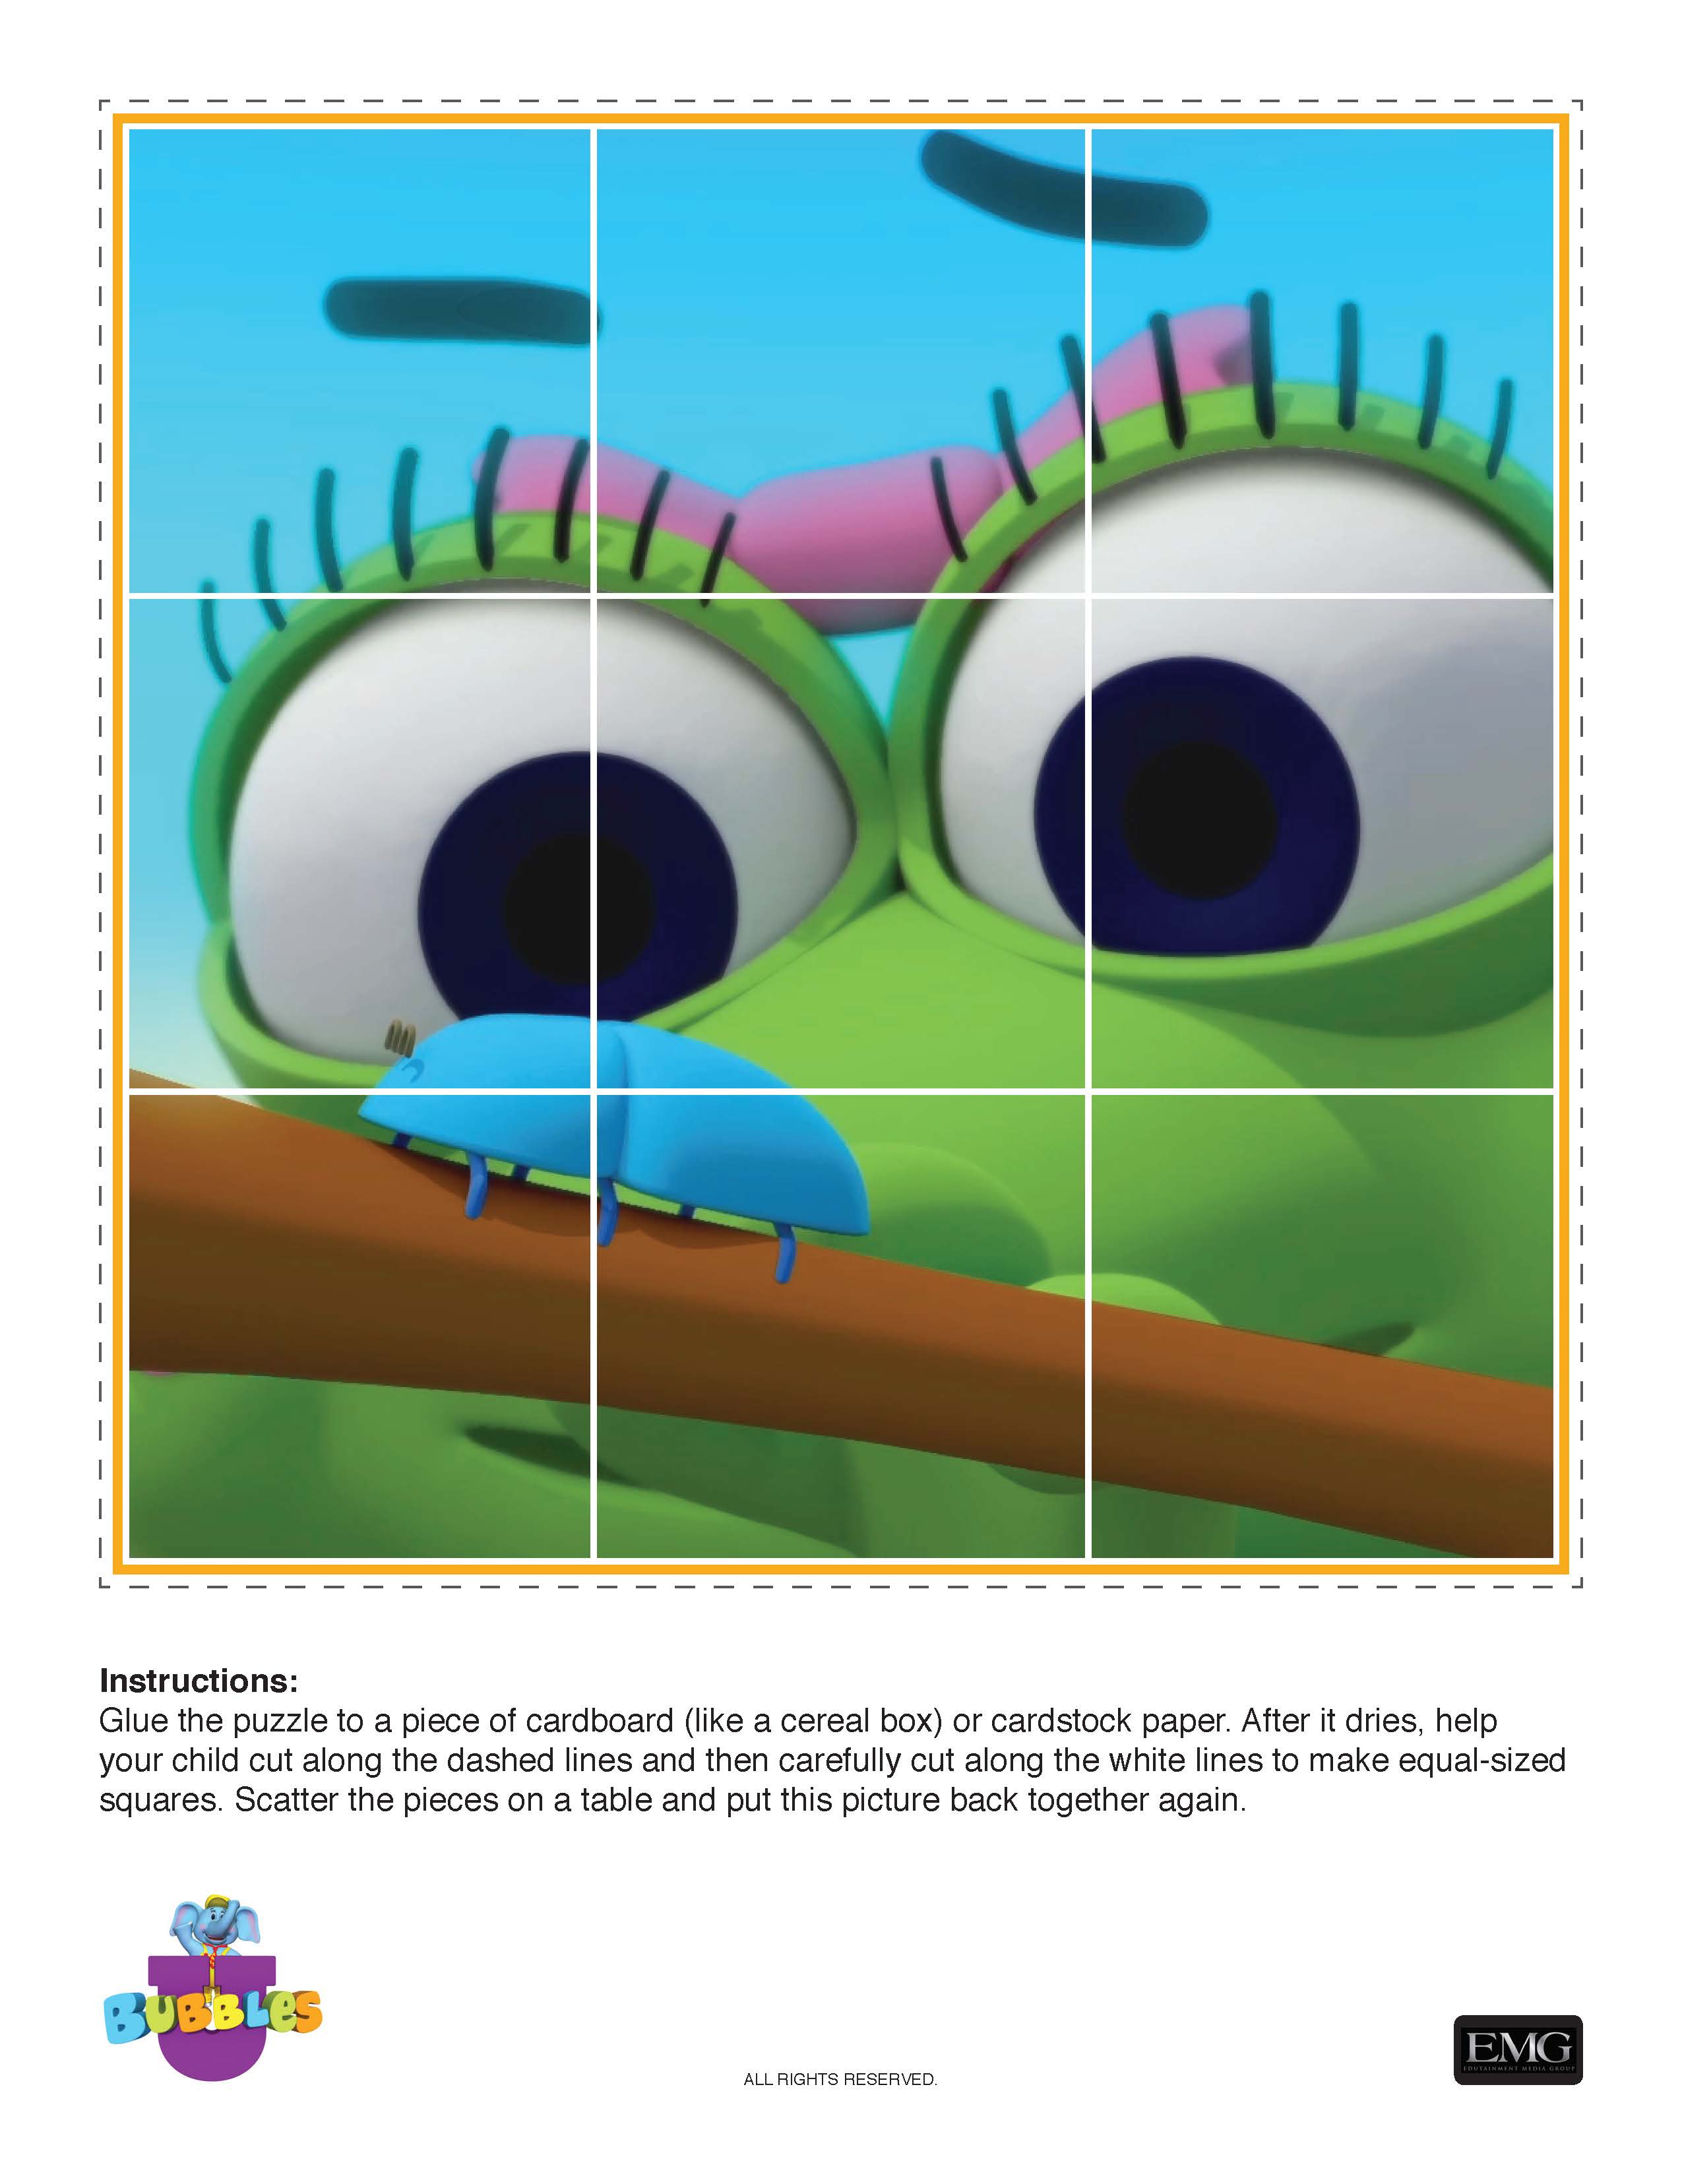 Instructions:
Glue the puzzle to a piece of cardboard (like a cereal box) or cardstock paper. After it dries, help
your child cut along the dashed lines and then carefully cut along the white lines to make equal-sized
squares. Scatter the pieces on a table and put this picture back together again.
U
BUBBLES
ALL RIGHTS RESERVED.
EMG
EDUTAINMENT MEDIA GROUP